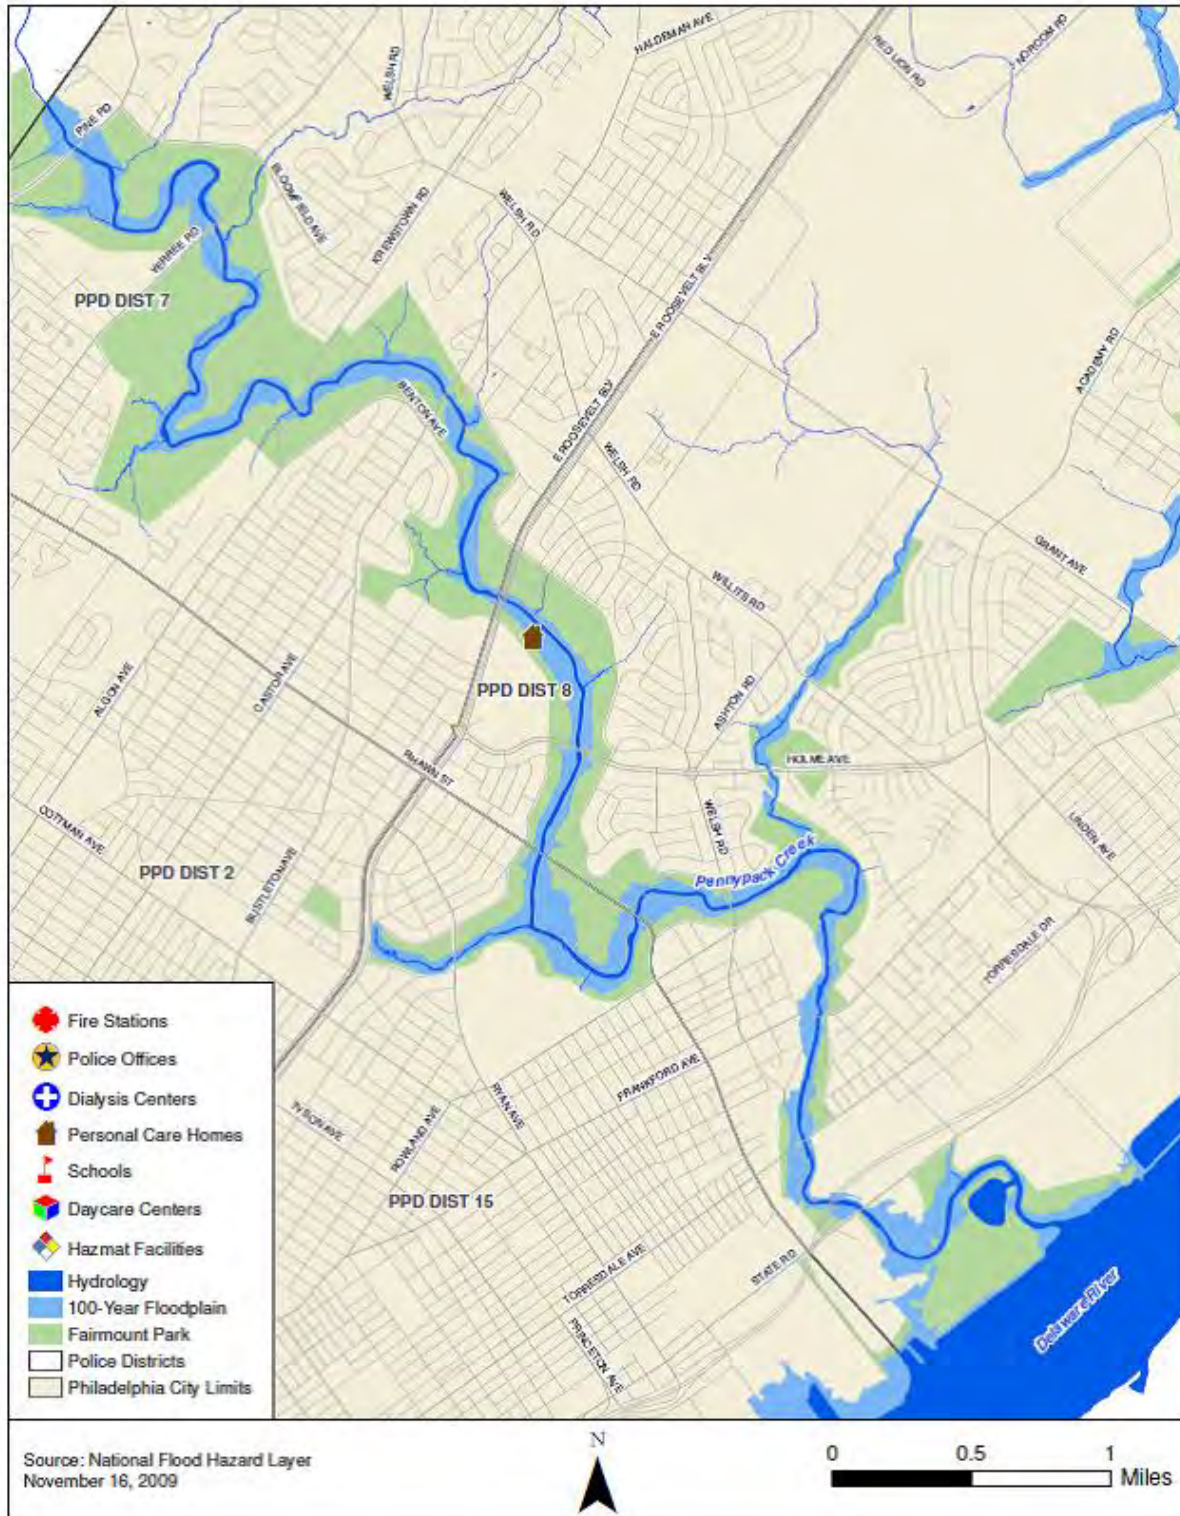 HALDEMAN AVE
RED LION RD
NORCOM RD
WELSH RD
PINE RD
BLOOMFIELD AVE
KREWSTOWN RD
WELSH RD
VERREE RD
E ROOSEVELT BLV
PPD DIST 7
ACADEMY RD
BENTON AVE
E ROOSEVELT BLV
WELSH RD
GRANT AVE
WILLITS RD
ALGON AVE
CASTOR AVE
PPD DIST 8
ASHTON RD
RHAWN ST
HOLME AVE
COTTMAN AVE
WELSH RD
LINDEN AVE
PPD DIST 2
BUSTLETON AVE
Pennypack Creek
TORRESDALE DR
Fire Stations
Police Offices
Dialysis Centers
Personal Care Homes
Schools
Daycare Centers
Hazmat Facilities
Hydrology
100-Year Floodplain
Fairmount Park
Police Districts
Philadelphia City Limits
FRANKFORD AVE
RYAN AVE
TYSON AVE
ROWLAND AVE
PPD DIST 15
STATE RD
TORRESDALE AVE
PRINCETON AVE
Delaware River
Source: National Flood Hazard Layer
November 16, 2009
N
0 0.5 1
Miles